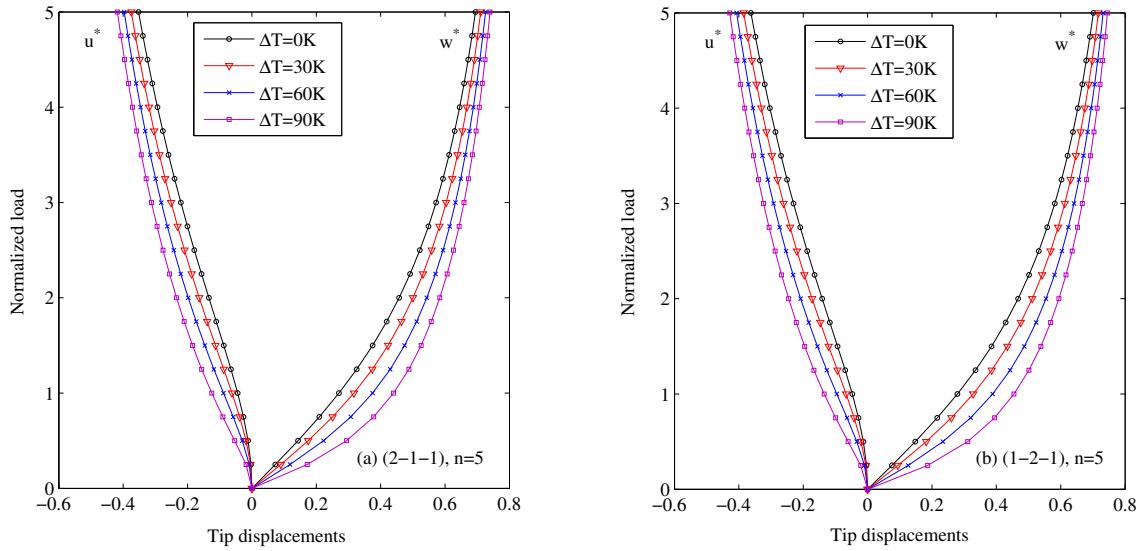 5
4
3
2
1
0
Normalized load
−0.6
−0.4
−0.2
0
0.2
0.4
0.6
0.8
Tip displacements
u*
w*
ΔT=0K
ΔT=30K
ΔT=60K
ΔT=90K
(a) (2−1−1), n=5
5
4
3
2
1
0
Normalized load
−0.6
−0.4
−0.2
0
0.2
0.4
0.6
0.8
Tip displacements
u*
w*
ΔT=0K
ΔT=30K
ΔT=60K
ΔT=90K
(b) (1−2−1), n=5